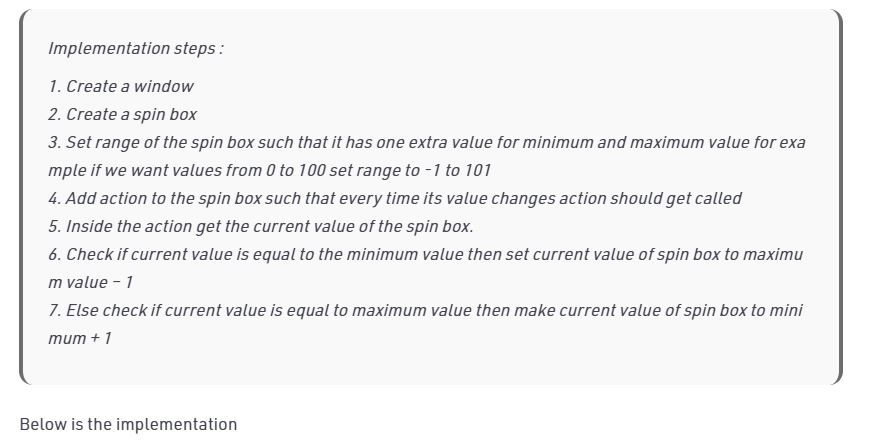 Implementation steps :
1. Create a window
2. Create a spin box
3. Set range of the spin box such that it has one extra value for minimum and maximum value for exa
mple if we want values from 0 to 100 set range to -1 to 101
4. Add action to the spin box such that every time its value changes action should get called
5. Inside the action get the current value of the spin box.
6. Check if current value is equal to the minimum value then set current value of spin box to maximu
m value – 1
7. Else check if current value is equal to maximum value then make current value of spin box to mini
mum + 1
Below is the implementation